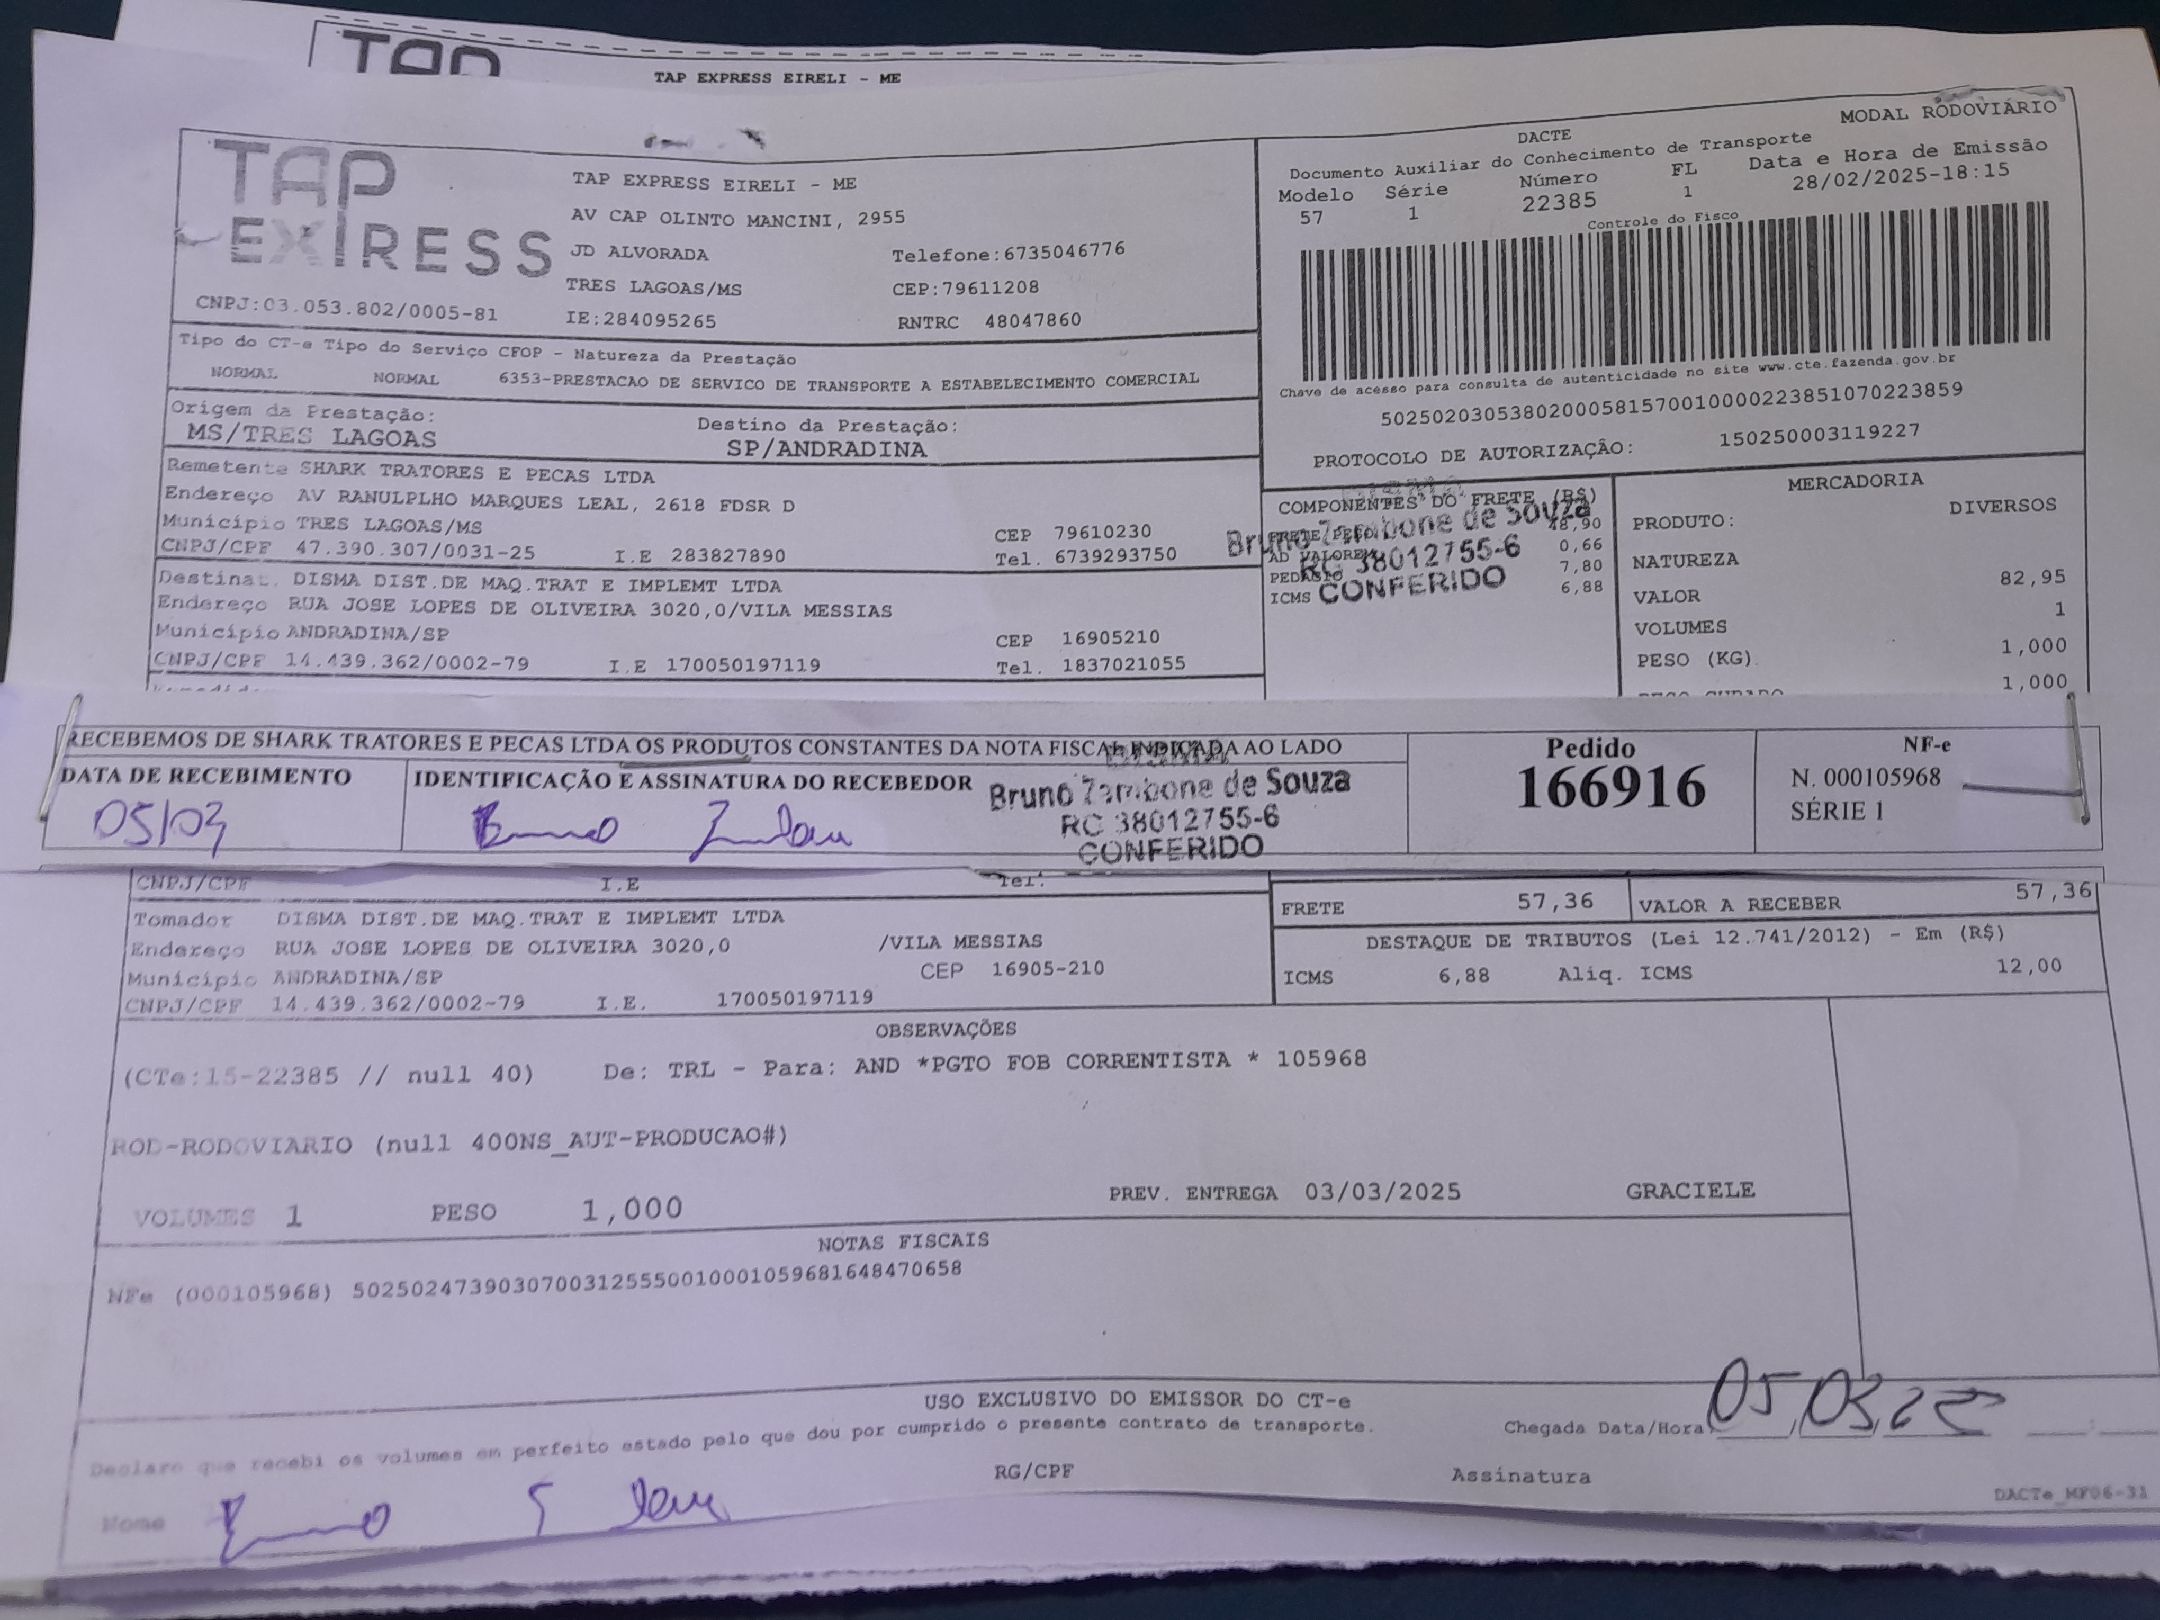 TAP EXPRESS EIRELI - ME
MODAL RODOVIÁRIO
DACTE
Documento Auxiliar do Conhecimento de Transporte
Modelo Série Número FL Data e Hora de Emissão
57 1 22385 1 28/02/2025-18:15
Controle do Fisco
TAP EXPRESS
TAP EXPRESS EIRELI - ME
AV CAP OLINTO MANCINI, 2955
JD ALVORADA Telefone:6735046776
TRES LAGOAS/MS CEP:79611208
CNPJ:03.053.802/0005-81 IE:284095265 RNTRC 48047860
Chave de acesso para consulta de autenticidade no site www.cte.fazenda.gov.br
50250203053802000581570010000223851070223859
PROTOCOLO DE AUTORIZAÇÃO: 150250003119227
Tipo do CT-e Tipo do Serviço CFOP - Natureza da Prestação
NORMAL NORMAL 6353-PRESTACAO DE SERVICO DE TRANSPORTE A ESTABELECIMENTO COMERCIAL
Origem da Prestação: Destino da Prestação:
MS/TRES LAGOAS SP/ANDRADINA
Remetente SHARK TRATORES E PECAS LTDA
Endereço AV RANULPLHO MARQUES LEAL, 2618 FDSR D
Município TRES LAGOAS/MS CEP 79610230
CNPJ/CPF 47.390.307/0031-25 I.E 283827890 Tel. 6739293750
Destinat. DISMA DIST.DE MAQ.TRAT E IMPLEMT LTDA
Endereço RUA JOSE LOPES DE OLIVEIRA 3020,0/VILA MESSIAS
Município ANDRADINA/SP CEP 16905210
CNPJ/CPF 14.439.362/0002-79 I.E 170050197119 Tel. 1837021055
COMPONENTES DO FRETE (R$)
FRETE PESO 48,90
AD VALOREM 0,66
PEDAGIO 7,80
ICMS 6,88
Bruno Zambone de Souza
RG 38012755-6
CONFERIDO
MERCADORIA
PRODUTO: DIVERSOS
NATUREZA
VALOR 82,95
VOLUMES 1
PESO (KG). 1,000
1,000
RECEBEMOS DE SHARK TRATORES E PECAS LTDA OS PRODUTOS CONSTANTES DA NOTA FISCAL INDICADA AO LADO
DATA DE RECEBIMENTO IDENTIFICAÇÃO E ASSINATURA DO RECEBEDOR
05/03
Bruno Zambone de Souza
RG 38012755-6
CONFERIDO
Pedido
166916
NF-e
N. 000105968
SÉRIE 1
CNPJ/CPF I.E Tel.
Tomador DISMA DIST.DE MAQ.TRAT E IMPLEMT LTDA
Endereço RUA JOSE LOPES DE OLIVEIRA 3020,0 /VILA MESSIAS
Município ANDRADINA/SP CEP 16905-210
CNPJ/CPF 14.439.362/0002-79 I.E. 170050197119
FRETE 57,36 VALOR A RECEBER 57,36
DESTAQUE DE TRIBUTOS (Lei 12.741/2012) - Em (R$)
ICMS 6,88 Aliq. ICMS 12,00
OBSERVAÇÕES
(CTe:15-22385 // null 40) De: TRL - Para: AND *PGTO FOB CORRENTISTA * 105968
ROD-RODOVIARIO (null 400NS_AUT-PRODUCAO#)
VOLUMES 1 PESO 1,000 PREV. ENTREGA 03/03/2025 GRACIELE
NOTAS FISCAIS
NFe (000105968) 50250247390307003125550010001059681648470658
USO EXCLUSIVO DO EMISSOR DO CT-e
Declaro que recebi os volumes em perfeito estado pelo que dou por cumprido o presente contrato de transporte.
Chegada Data/Hora: 05/03/25
Nome Bruno RG/CPF Assinatura
DACTe_MF06-31